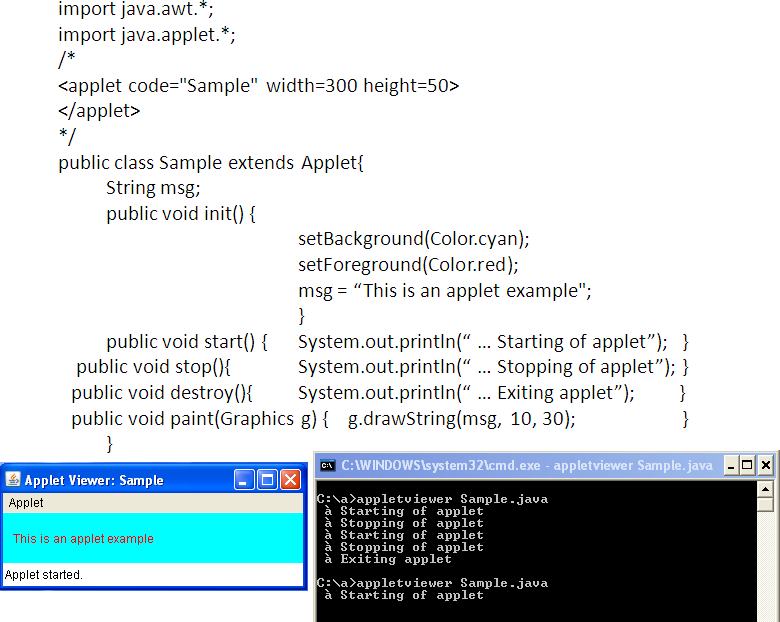 import java.awt.*;
import java.applet.*;
/*
<applet code="Sample" width=300 height=50>
</applet>
*/
public class Sample extends Applet{
String msg;
public void init() {
setBackground(Color.cyan);
setForeground(Color.red);
msg = “This is an applet example";
}
public void start() { System.out.println(“ … Starting of applet”); }
public void stop(){ System.out.println(“ … Stopping of applet”); }
public void destroy(){ System.out.println(“ … Exiting applet”); }
public void paint(Graphics g) { g.drawString(msg, 10, 30); }
}
Applet Viewer: Sample
Applet
This is an applet example
Applet started.
C:\WINDOWS\system32\cmd.exe - appletviewer Sample.java
C:\a>appletviewer Sample.java
à Starting of applet
à Stopping of applet
à Starting of applet
à Stopping of applet
à Exiting applet
C:\a>appletviewer Sample.java
à Starting of applet